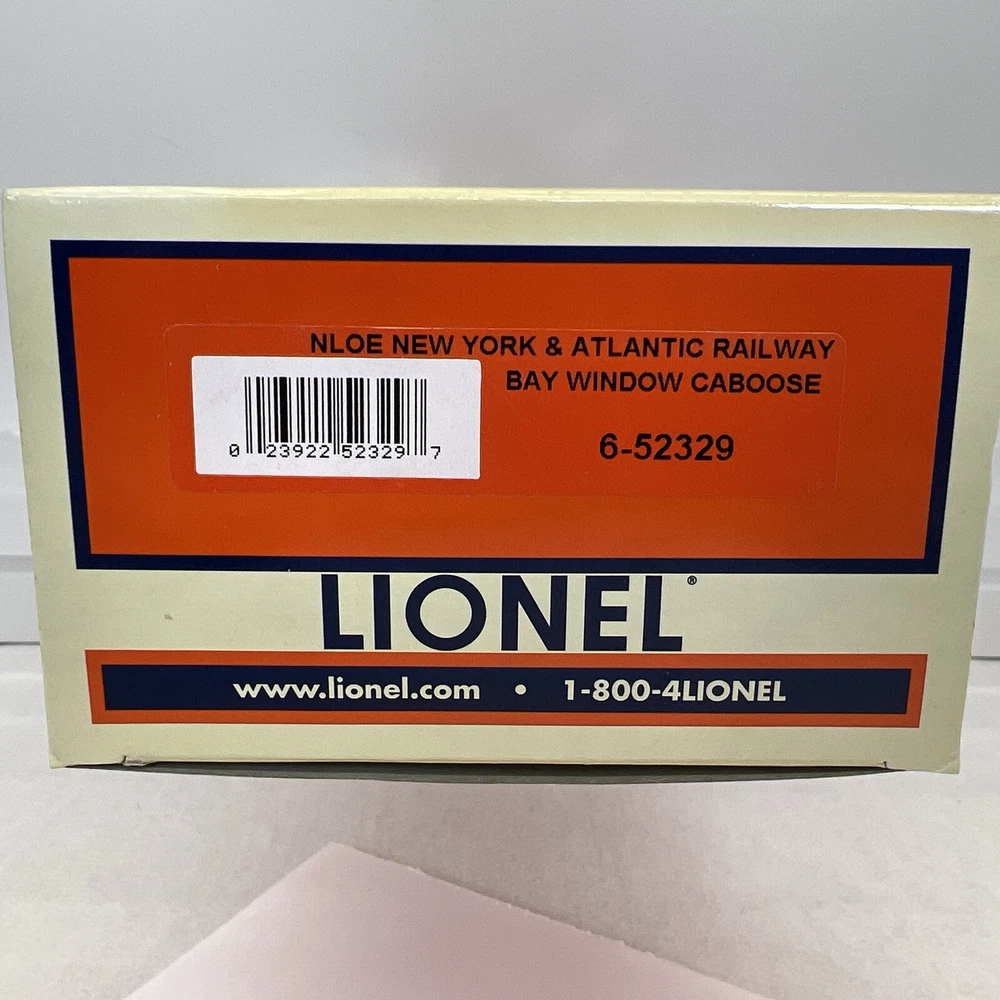 NLOE NEW YORK & ATLANTIC RAILWAY
BAY WINDOW CABOOSE
0 23922 52329 7
6-52329
LIONEL®
www.lionel.com • 1-800-4LIONEL